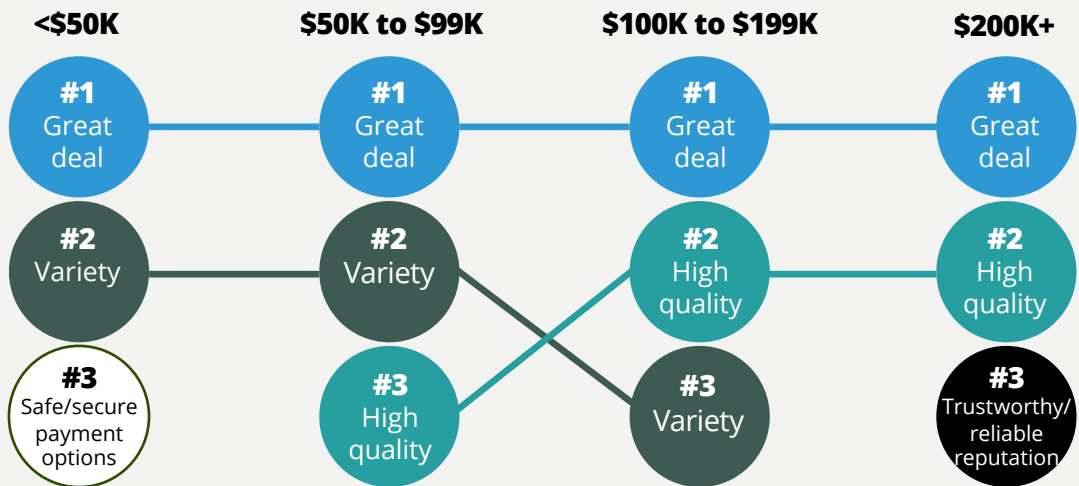 <$50K
$50K to $99K
$100K to $199K
$200K+
#1
Great
deal
#1
Great
deal
#1
Great
deal
#1
Great
deal
#2
Variety
#2
Variety
#2
High
quality
#2
High
quality
#3
Safe/secure
payment
options
#3
High
quality
#3
Variety
#3
Trustworthy/
reliable
reputation